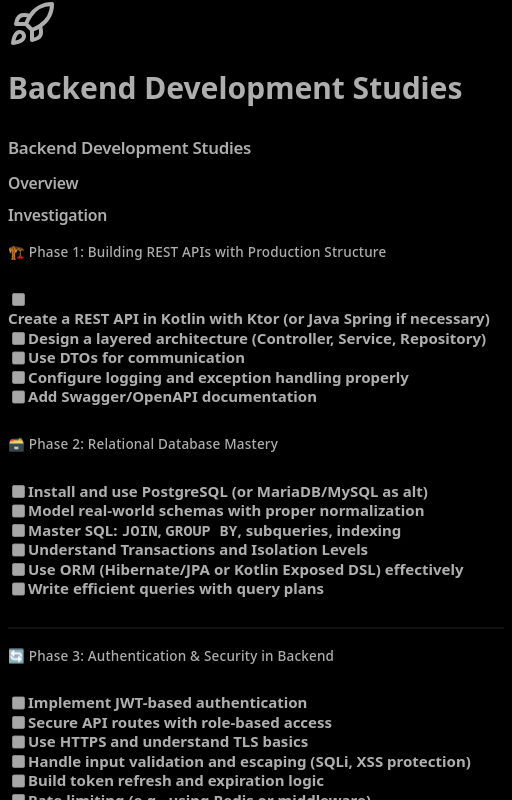 Backend Development Studies
Backend Development Studies
Overview
Investigation
🏗️ Phase 1: Building REST APIs with Production Structure
Create a REST API in Kotlin with Ktor (or Java Spring if necessary)
Design a layered architecture (Controller, Service, Repository)
Use DTOs for communication
Configure logging and exception handling properly
Add Swagger/OpenAPI documentation
🗃️ Phase 2: Relational Database Mastery
Install and use PostgreSQL (or MariaDB/MySQL as alt)
Model real-world schemas with proper normalization
Master SQL: JOIN, GROUP BY, subqueries, indexing
Understand Transactions and Isolation Levels
Use ORM (Hibernate/JPA or Kotlin Exposed DSL) effectively
Write efficient queries with query plans
🔄 Phase 3: Authentication & Security in Backend
Implement JWT-based authentication
Secure API routes with role-based access
Use HTTPS and understand TLS basics
Handle input validation and escaping (SQLi, XSS protection)
Build token refresh and expiration logic
Rate limiting (e.g., using Redis or middleware)